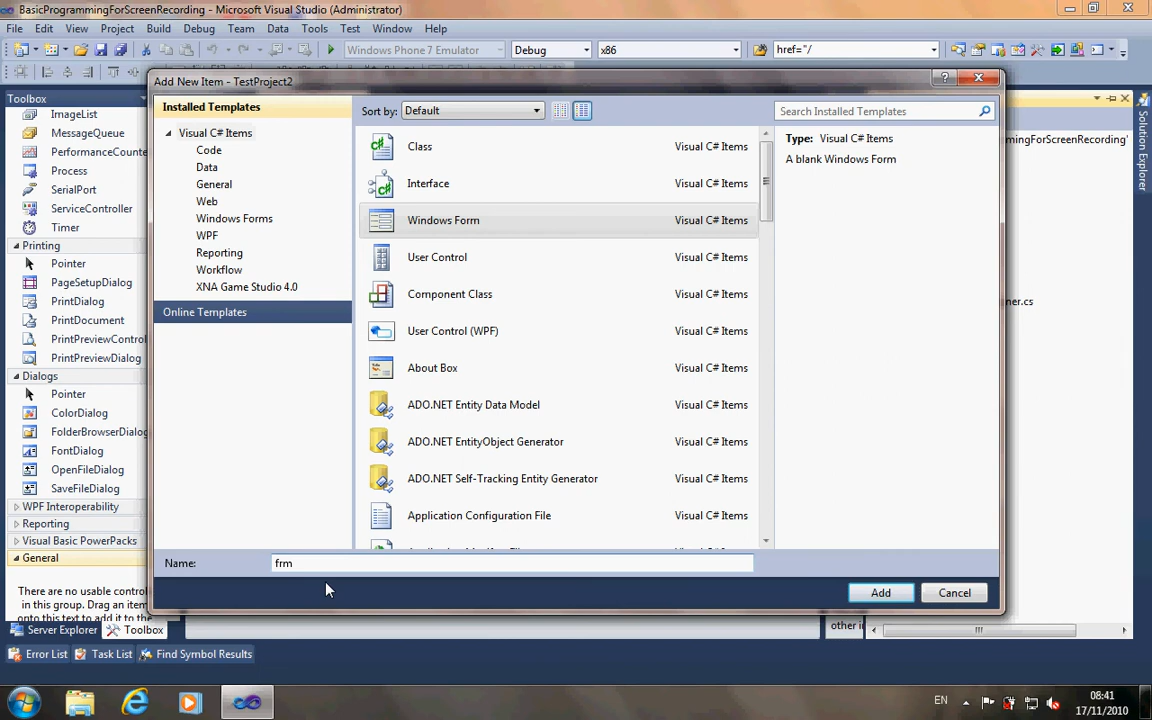 BasicProgrammingForScreenRecording - Microsoft Visual Studio (Administrator)
File Edit View Project Build Debug Team Data Tools Test Window Help
Windows Phone 7 Emulator Debug x86 href="/
Add New Item - TestProject2
Toolbox
ImageList
MessageQueue
PerformanceCounte
Process
SerialPort
ServiceController
Timer
Printing
Pointer
PageSetupDialog
PrintDialog
PrintDocument
PrintPreviewControl
PrintPreviewDialog
Dialogs
Pointer
ColorDialog
FolderBrowserDialog
FontDialog
OpenFileDialog
SaveFileDialog
WPF Interoperability
Reporting
Visual Basic PowerPacks
General
There are no usable control
in this group. Drag an item
onto this text to add it to the
Server Explorer Toolbox
Error List Task List Find Symbol Results
Installed Templates
Visual C# Items
Code
Data
General
Web
Windows Forms
WPF
Reporting
Workflow
XNA Game Studio 4.0
Online Templates
Sort by: Default
Class Visual C# Items
Interface Visual C# Items
Windows Form Visual C# Items
User Control Visual C# Items
Component Class Visual C# Items
User Control (WPF) Visual C# Items
About Box Visual C# Items
ADO.NET Entity Data Model Visual C# Items
ADO.NET EntityObject Generator Visual C# Items
ADO.NET Self-Tracking Entity Generator Visual C# Items
Application Configuration File Visual C# Items
Search Installed Templates
Type: Visual C# Items
A blank Windows Form
Name: frm
Add Cancel
mmingForScreenRecording'
ner.cs
other i
Solution Explorer
EN
08:41
17/11/2010